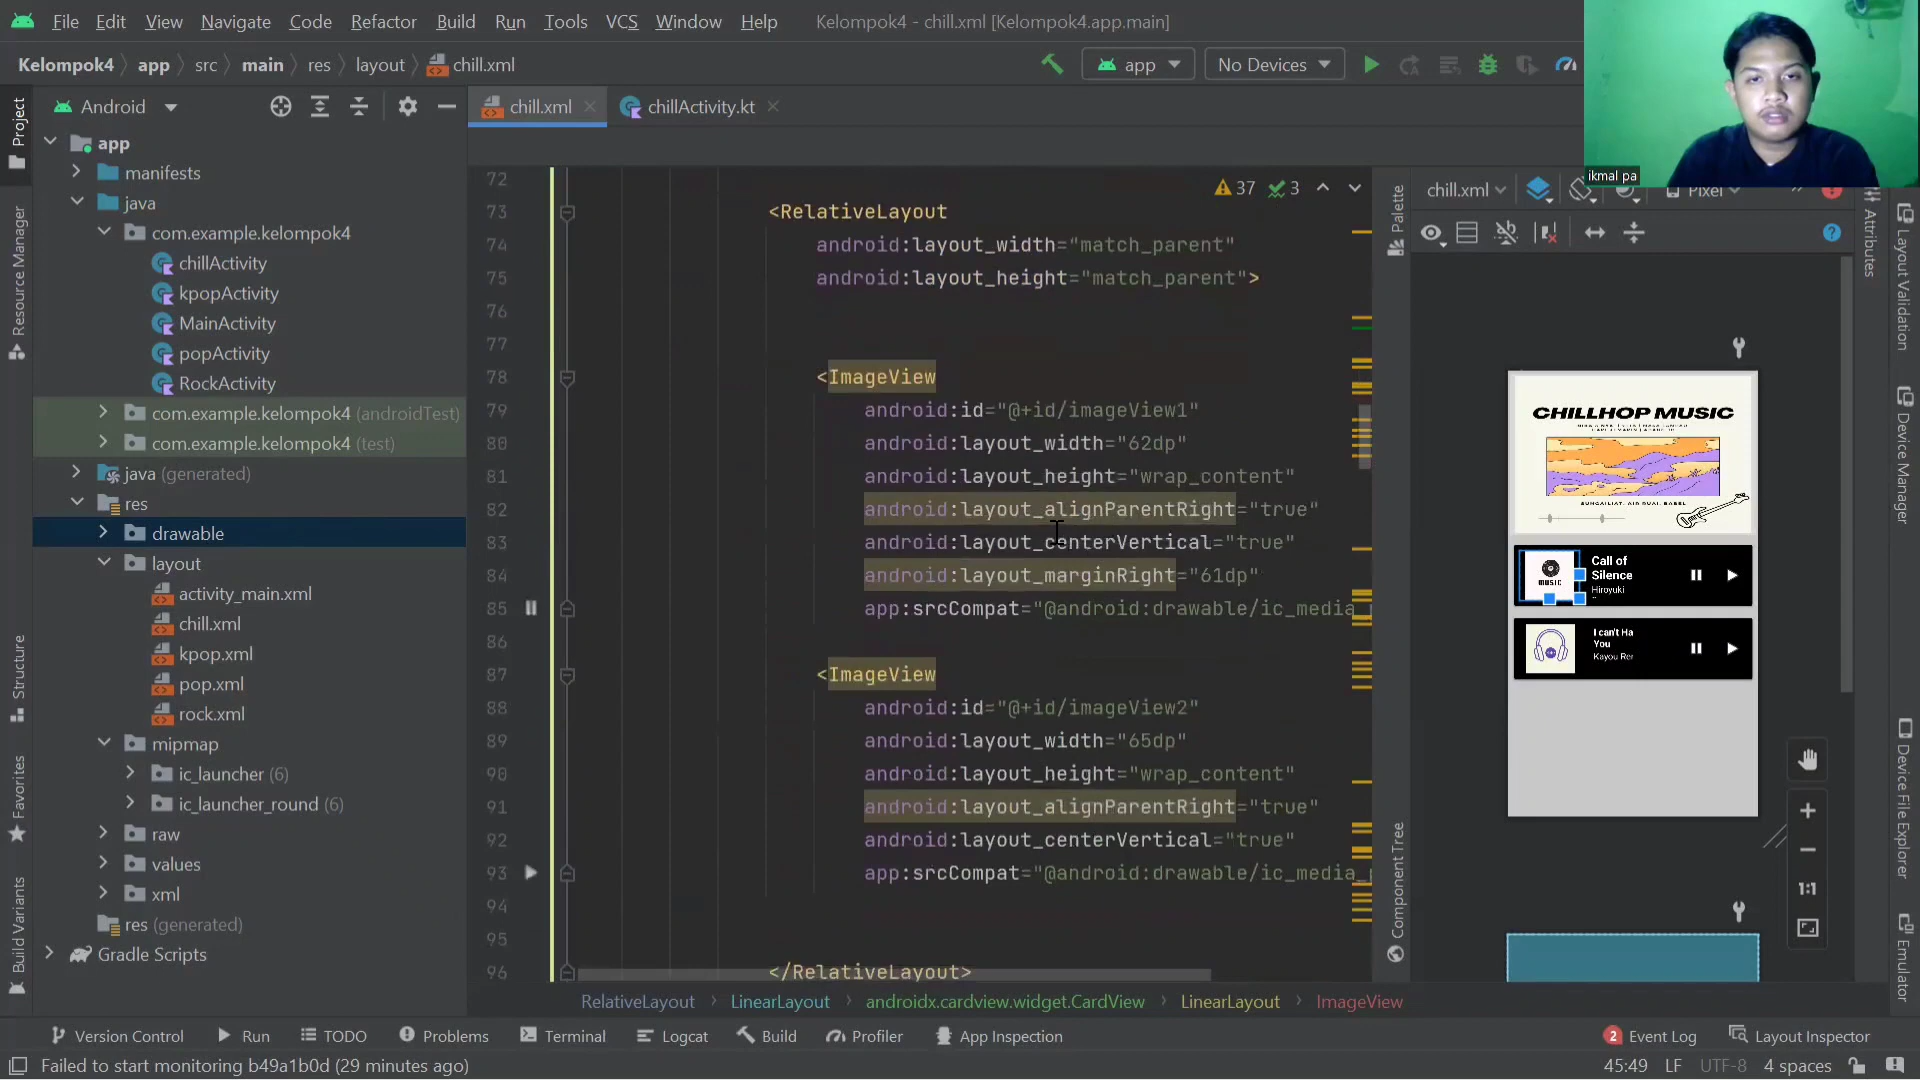 File Edit View Navigate Code Refactor Build Run Tools VCS Window Help Kelompok4 - chill.xml [Kelompok4.app.main]
Kelompok4 app src main res layout chill.xml app No Devices
Android
chill.xml
chillActivity.kt
ikmal pa
Project
Resource Manager
Structure
Favorites
Build Variants
app
manifests
java
com.example.kelompok4
chillActivity
kpopActivity
MainActivity
popActivity
RockActivity
com.example.kelompok4 (androidTest)
com.example.kelompok4 (test)
java (generated)
res
drawable
layout
activity_main.xml
chill.xml
kpop.xml
pop.xml
rock.xml
mipmap
ic_launcher (6)
ic_launcher_round (6)
raw
values
xml
res (generated)
Gradle Scripts
37 3
72
73 <RelativeLayout
74 android:layout_width="match_parent"
75 android:layout_height="match_parent">
76
77
78 <ImageView
79 android:id="@+id/imageView1"
80 android:layout_width="62dp"
81 android:layout_height="wrap_content"
82 android:layout_alignParentRight="true"
83 android:layout_centerVertical="true"
84 android:layout_marginRight="61dp"
85 app:srcCompat="@android:drawable/ic_media_
86
87 <ImageView
88 android:id="@+id/imageView2"
89 android:layout_width="65dp"
90 android:layout_height="wrap_content"
91 android:layout_alignParentRight="true"
92 android:layout_centerVertical="true"
93 app:srcCompat="@android:drawable/ic_media_
94
95
96 </RelativeLayout>
RelativeLayout LinearLayout androidx.cardview.widget.CardView LinearLayout ImageView
Palette
Component Tree
chill.xml Pixel
CHILLHOP MUSIC
SUNGAILIAT, AIR RUAI, BABEL
MUSIC
Call of
Silence
Hiroyuki
I can't Ha
You
Kayou Rer
1:1
Attributes
Layout Validation
Device Manager
Device File Explorer
Emulator
Version Control Run TODO Problems Terminal Logcat Build Profiler App Inspection 2 Event Log Layout Inspector
Failed to start monitoring b49a1b0d (29 minutes ago) 45:49 LF UTF-8 4 spaces